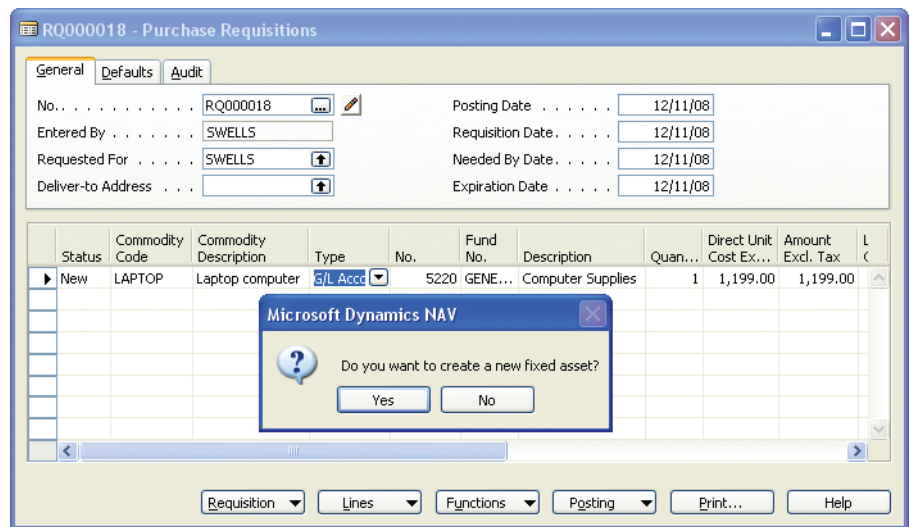 RQ000018 - Purchase Requisitions
General Defaults Audit
No. . . . . . . . . . . . RQ000018 ... Posting Date . . . . . . 12/11/08
Entered By . . . . . . . SWELLS Requisition Date. . . . . 12/11/08
Requested For . . . . . SWELLS Needed By Date. . . . . 12/11/08
Deliver-to Address . . . Expiration Date . . . . . 12/11/08
Status Commodity Code Commodity Description Type No. Fund No. Description Quan... Direct Unit Cost Ex... Amount Excl. Tax L
New LAPTOP Laptop computer G/L Acco 5220 GENE... Computer Supplies 1 1,199.00 1,199.00
Microsoft Dynamics NAV
Do you want to create a new fixed asset?
Yes No
Requisition Lines Functions Posting Print... Help